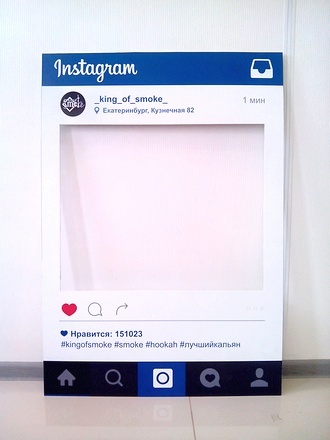 Instagram
_king_of_smoke_
1 мин
Екатеринбург, Кузнечная 82
Нравится: 151023
#kingofsmoke #smoke #hookah #лучшийкальян